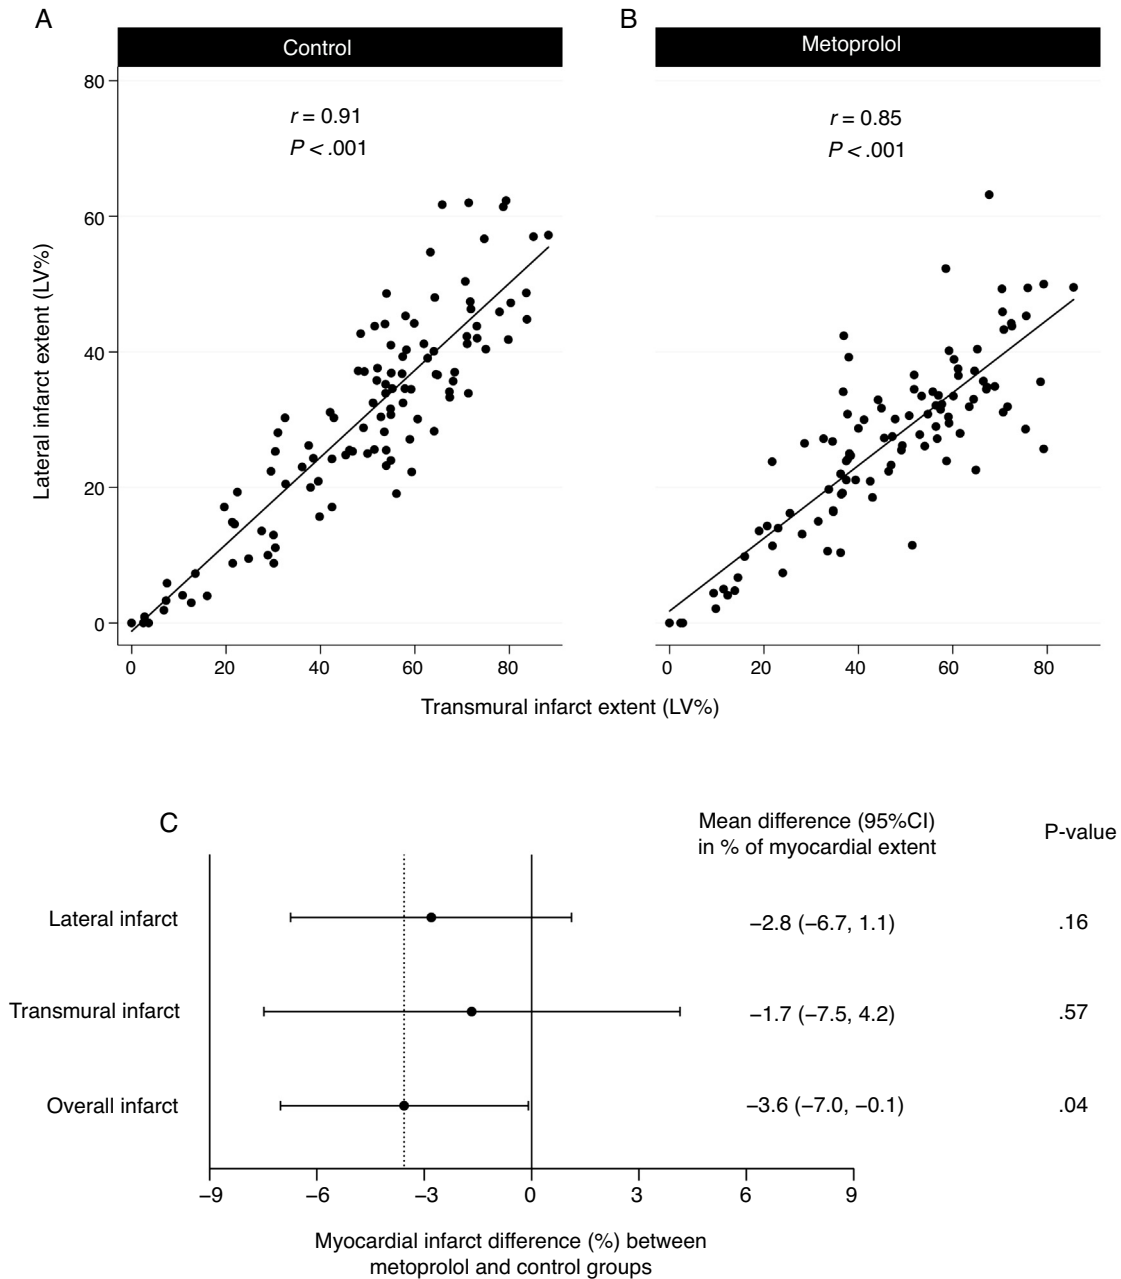 A
B
Control
Metoprolol
r = 0.91
P < .001
r = 0.85
P < .001
80
60
40
20
0
Lateral infarct extent (LV%)
0 20 40 60 80
0 20 40 60 80
Transmural infarct extent (LV%)
C
Mean difference (95%CI)
in % of myocardial extent
P-value
Lateral infarct
−2.8 (−6.7, 1.1)
.16
Transmural infarct
−1.7 (−7.5, 4.2)
.57
Overall infarct
−3.6 (−7.0, −0.1)
.04
−9 −6 −3 0 3 6 9
Myocardial infarct difference (%) between
metoprolol and control groups